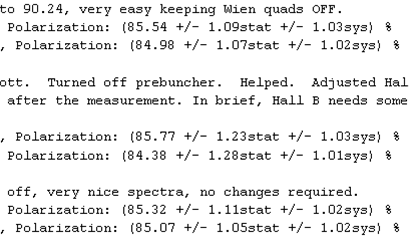 to 90.24, very easy keeping Wien quads OFF.
Polarization: (85.54 +/- 1.09stat +/- 1.03sys) %
, Polarization: (84.98 +/- 1.07stat +/- 1.02sys) %
ott. Turned off prebuncher. Helped. Adjusted Hal
after the measurement. In brief, Hall B needs some
, Polarization: (85.77 +/- 1.23stat +/- 1.03sys) %
Polarization: (84.38 +/- 1.28stat +/- 1.01sys) %
off, very nice spectra, no changes required.
Polarization: (85.32 +/- 1.11stat +/- 1.02sys) %
, Polarization: (85.07 +/- 1.05stat +/- 1.02sys) %